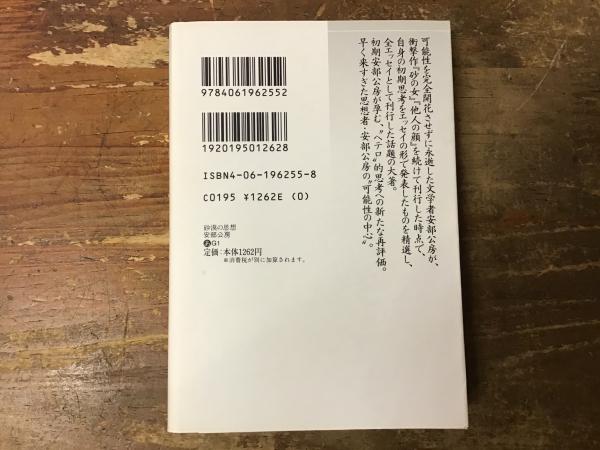 可能性を完全開花させずに永逝した文学者安部公房が、
衝撃作『砂の女』『他人の顔』を続けて刊行した時点で、
自身の初期思考をエッセイの形で発表したものを精選し、
全エッセイとして刊行した話題の大著。
初期安部公房が孕む、〝ヘテロ〟的思考への新たな再評価。
早く来すぎた思想者・安部公房の〝可能性の中心〟。
9784061962552
1920195012628
ISBN4-06-196255-8
C0195 ¥1262E (0)
砂漠の思想
安部公房
あG1
定価:本体1262円
※消費税が別に加算されます。